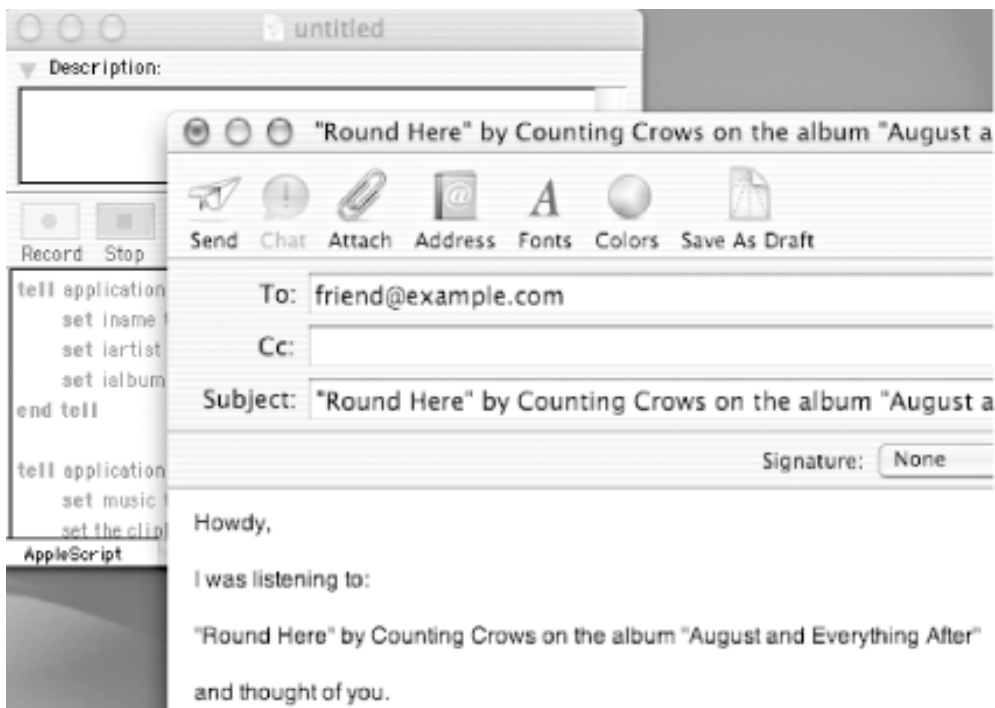 untitled
Description:
Record Stop
tell application
set iname
set iartist
set ialbum
end tell
tell application
set music
set the
AppleScript
"Round Here" by Counting Crows on the album "August a
Send Chat Attach Address Fonts Colors Save As Draft
To: friend@example.com
Cc:
Subject: "Round Here" by Counting Crows on the album "August a
Signature: None
Howdy,
I was listening to:
"Round Here" by Counting Crows on the album "August and Everything After"
and thought of you.